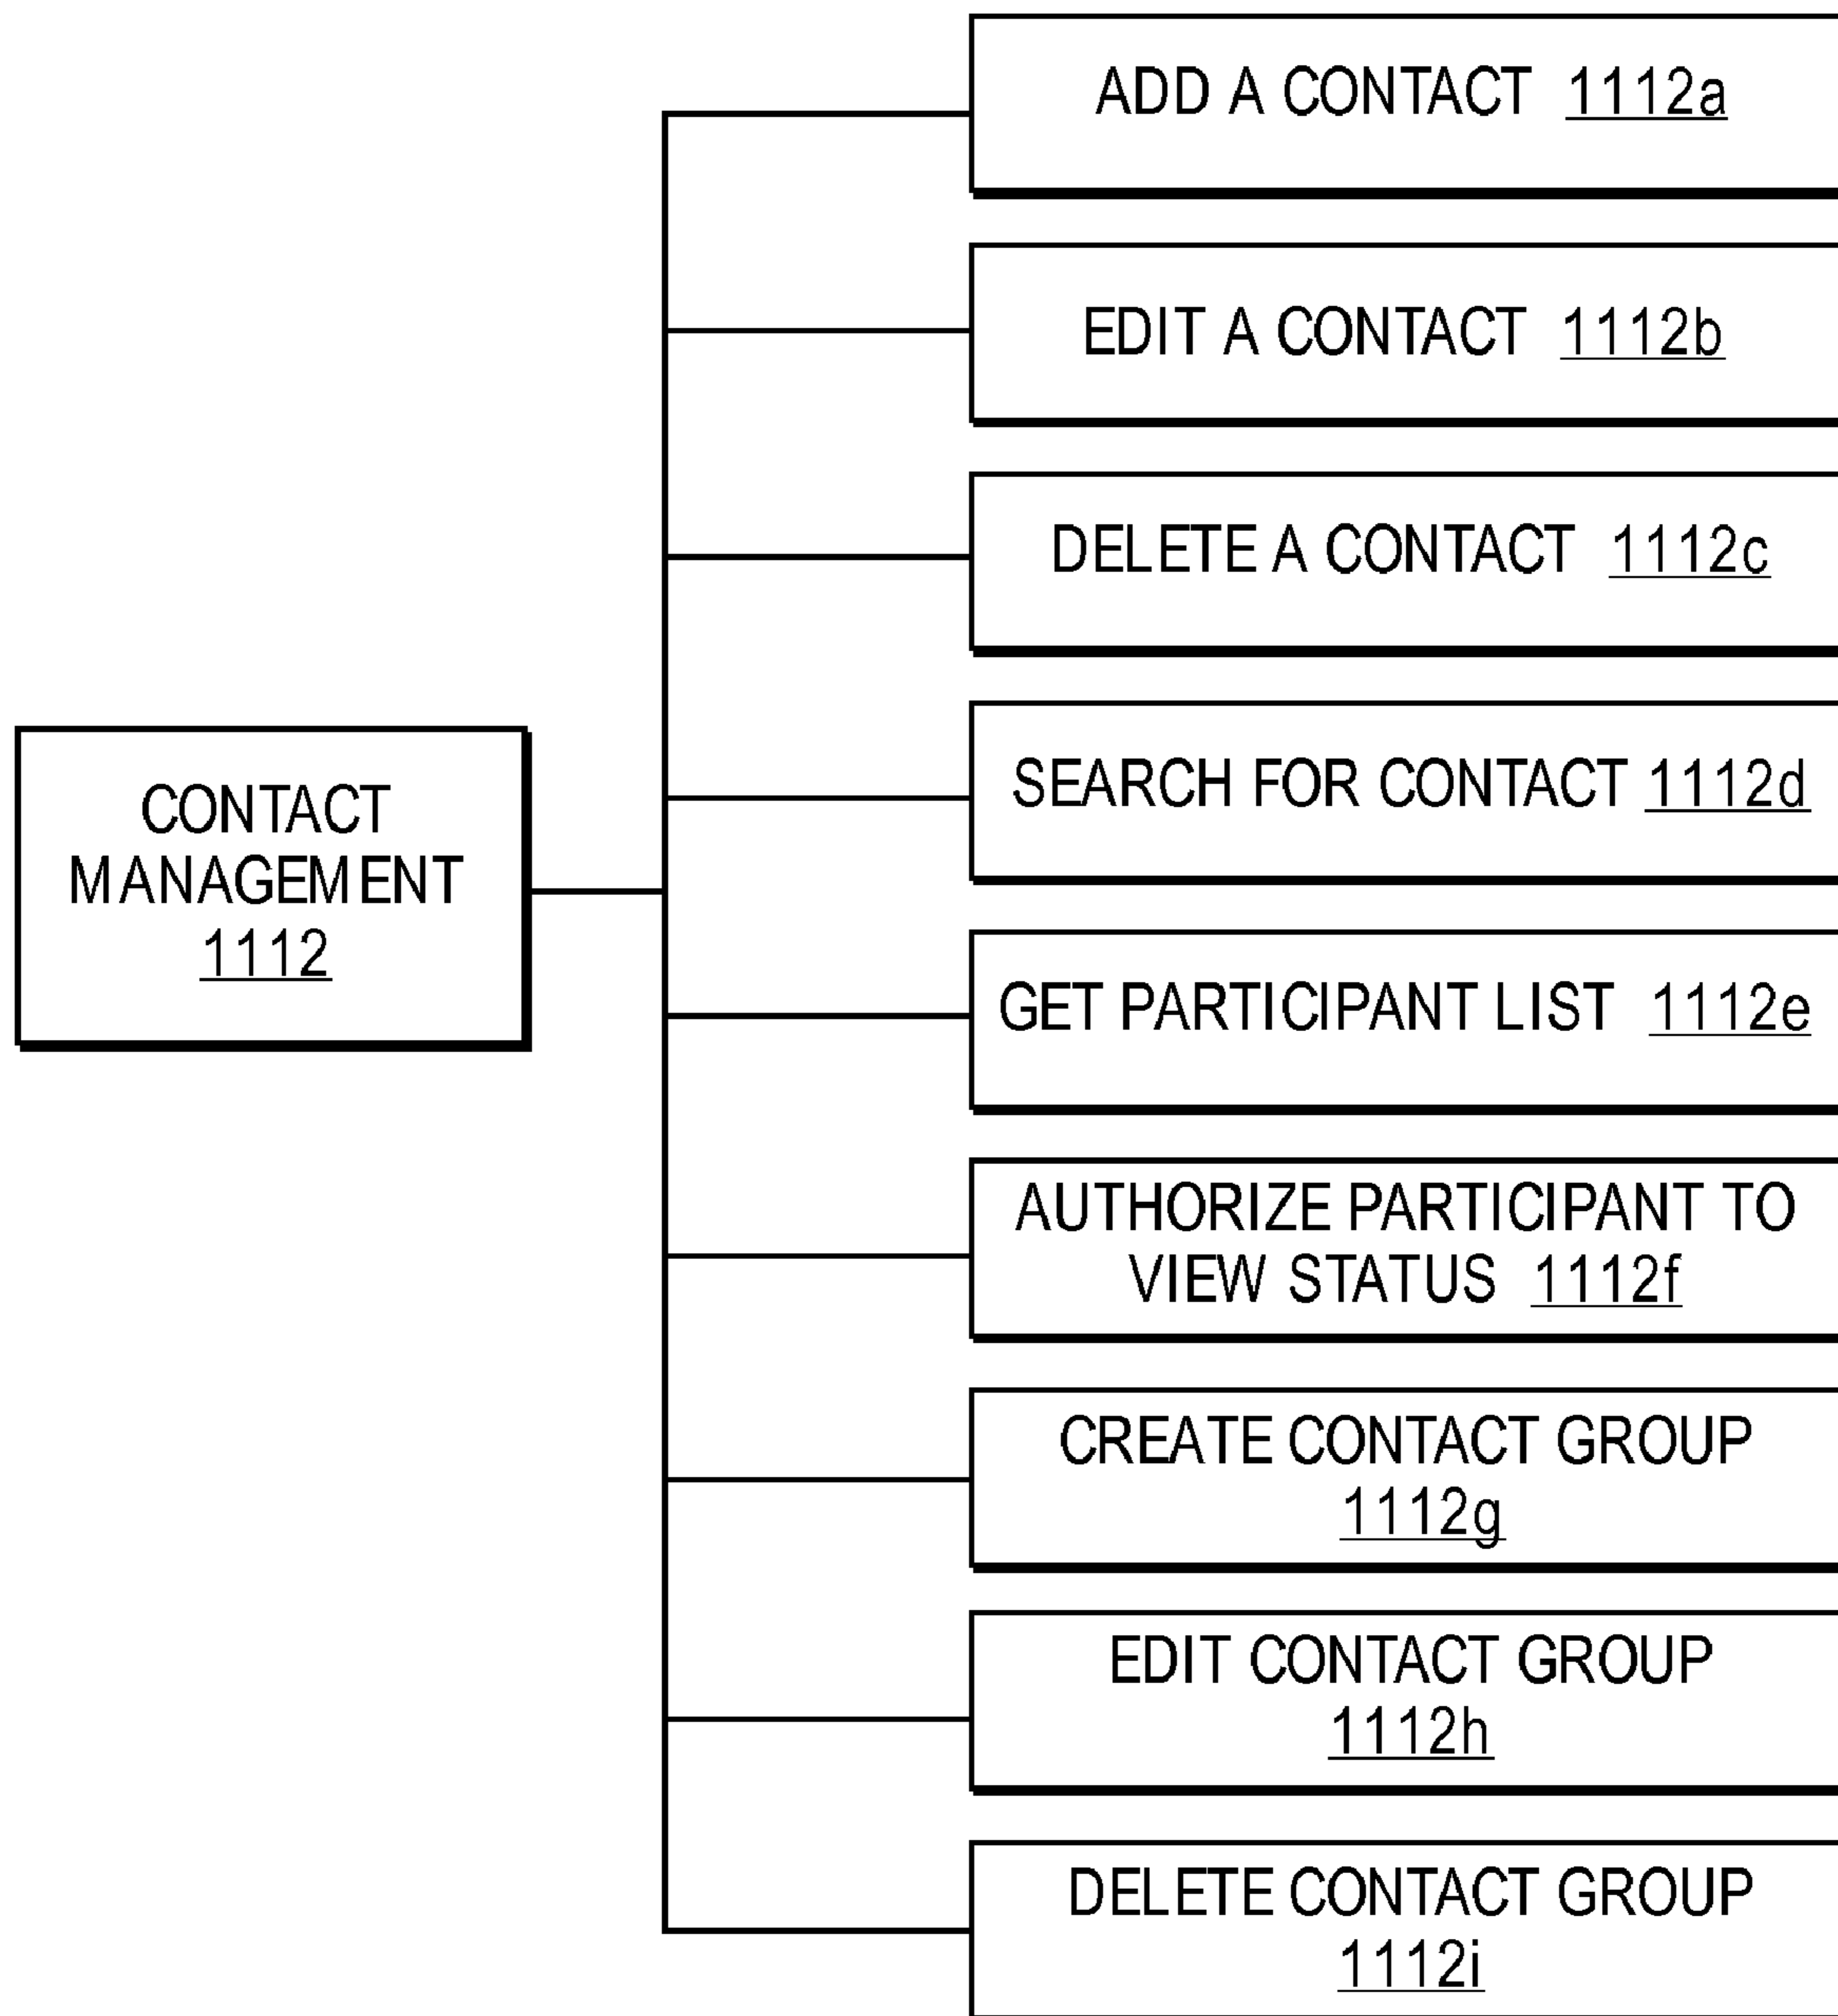 ADD A CONTACT 1112a
EDIT A CONTACT 1112b
DELETE A CONTACT 1112c
SEARCH FOR CONTACT 1112d
CONTACT
MANAGEMENT
1112
GET PARTICIPANT LIST 1112e
AUTHORIZE PARTICIPANT TO
VIEW STATUS 1112f
CREATE CONTACT GROUP
1112g
EDIT CONTACT GROUP
1112h
DELETE CONTACT GROUP
1112i